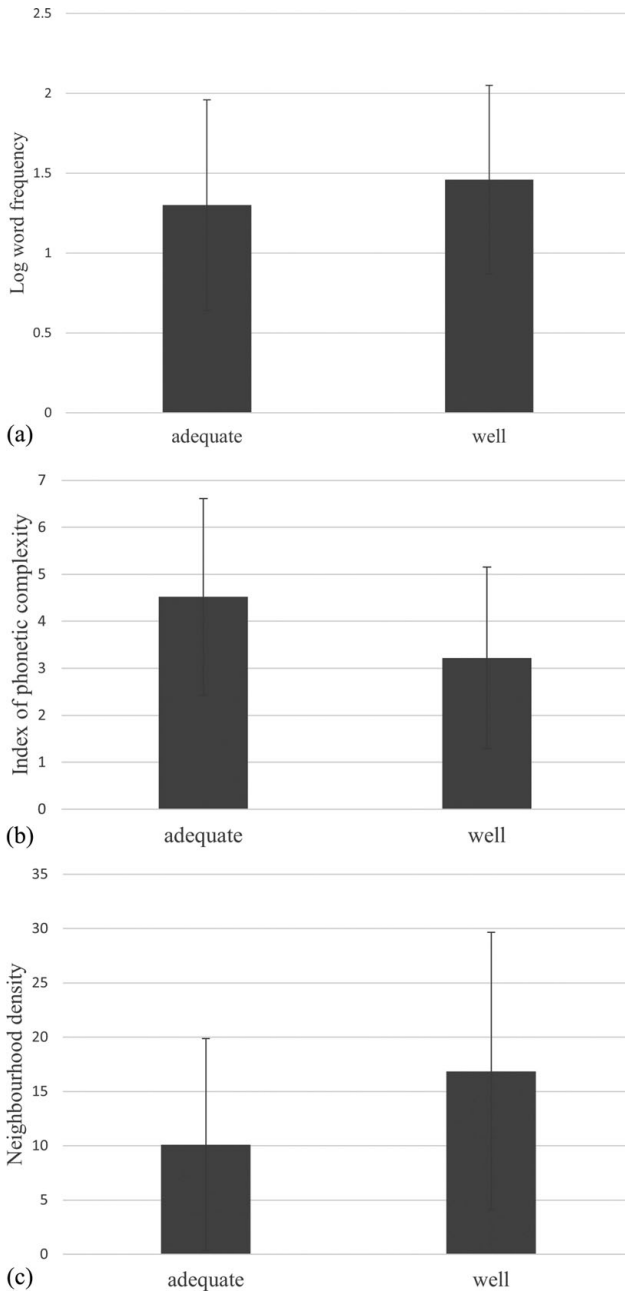 2.5
2
1.5
1
0.5
0
Log word frequency
adequate well
(a)
7
6
5
4
3
2
1
0
Index of phonetic complexity
adequate well
(b)
35
30
25
20
15
10
5
0
Neighbourhood density
adequate well
(c)